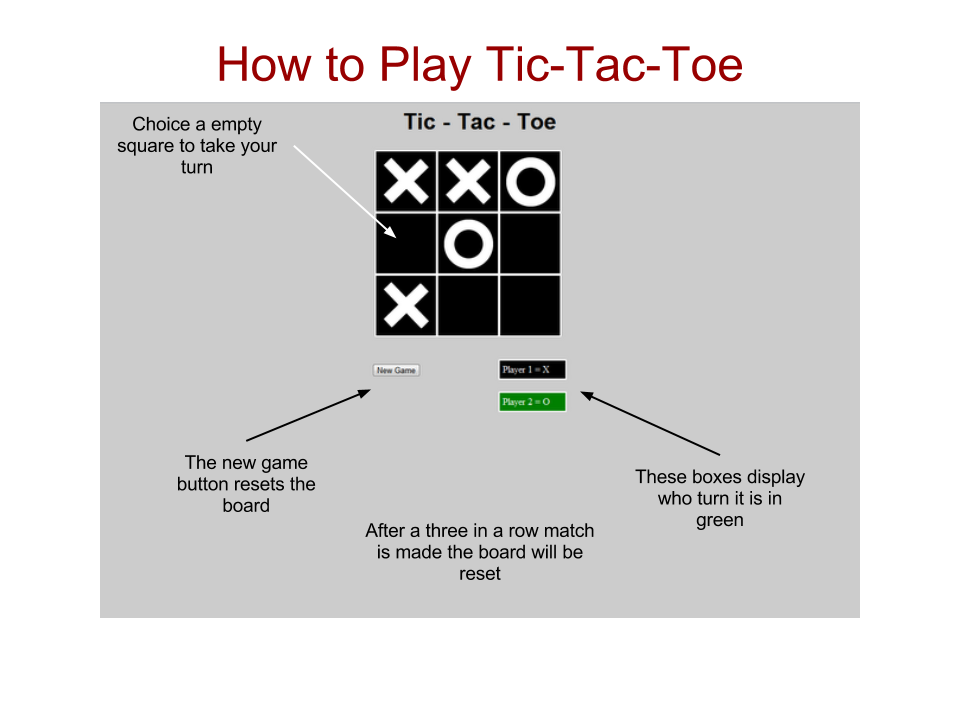 How to Play Tic-Tac-Toe
Tic - Tac - Toe
Choice a empty
square to take your
turn
X X O
O
X
New Game
Player 1 = X
Player 2 = O
The new game
button resets the
board
These boxes display
who turn it is in
green
After a three in a row match
is made the board will be
reset